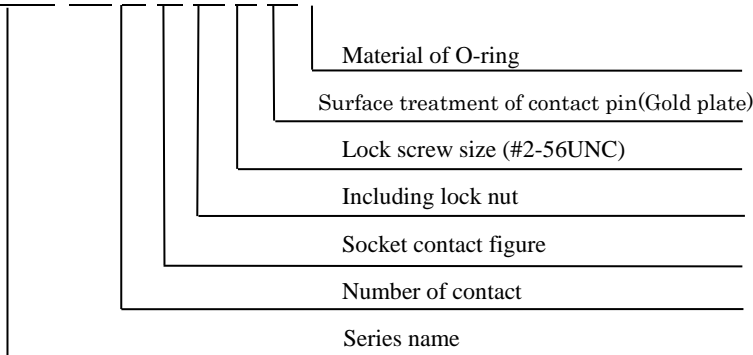 Material of O-ring
Surface treatment of contact pin(Gold plate)
Lock screw size (#2-56UNC)
Including lock nut
Socket contact figure
Number of contact
Series name